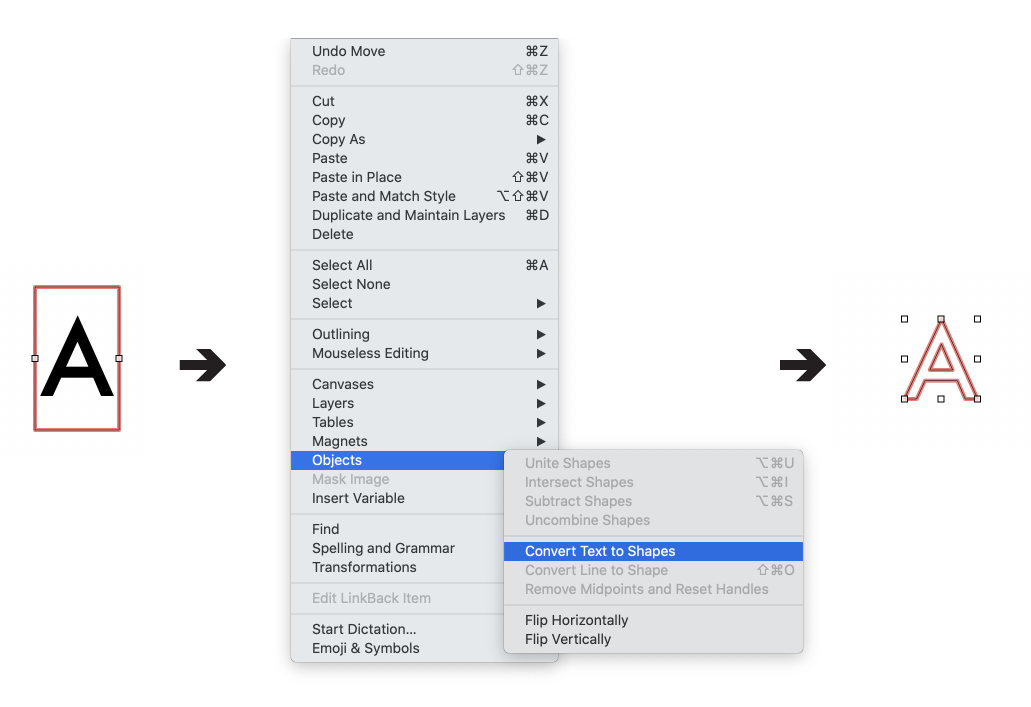 A
Undo Move ⌘Z
Redo ⇧⌘Z
Cut ⌘X
Copy ⌘C
Copy As ▶
Paste ⌘V
Paste in Place ⇧⌘V
Paste and Match Style ⌥⇧⌘V
Duplicate and Maintain Layers ⌘D
Delete
Select All ⌘A
Select None
Select ▶
Outlining ▶
Mouseless Editing ▶
Canvases ▶
Layers ▶
Tables ▶
Magnets ▶
Objects
Mask Image
Insert Variable
Find
Spelling and Grammar
Transformations
Edit LinkBack Item
Start Dictation...
Emoji & Symbols
Unite Shapes ⌥⌘U
Intersect Shapes ⌥⌘I
Subtract Shapes ⌥⌘S
Uncombine Shapes
Convert Text to Shapes
Convert Line to Shape ⇧⌘O
Remove Midpoints and Reset Handles
Flip Horizontally
Flip Vertically
A